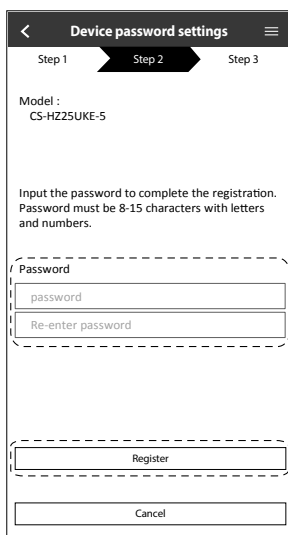 Device password settings
Step 1 Step 2 Step 3
Model :
CS-HZ25UKE-5
Input the password to complete the registration.
Password must be 8-15 characters with letters
and numbers.
Password
password
Re-enter password
Register
Cancel